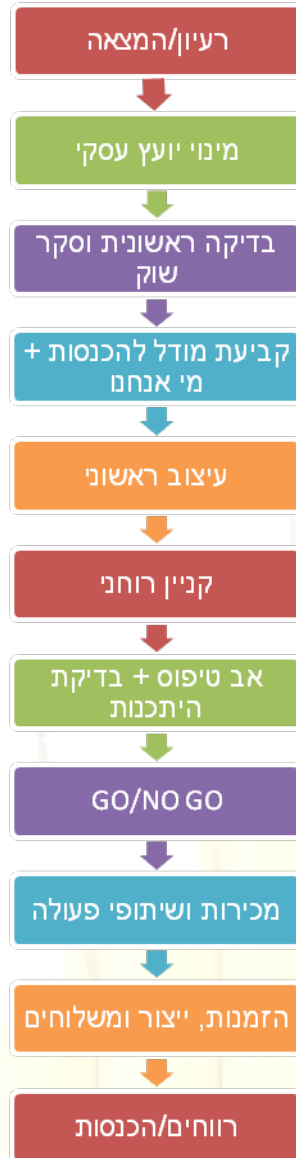 רעיון/המצאה
מינוי יועץ עסקי
בדיקה ראשונית וסקר
שוק
קביעת מודל להכנסות +
מי אנחנו
עיצוב ראשוני
קניין רוחני
אב טיפוס + בדיקת
היתכנות
GO/NO GO
מכירות ושיתופי פעולה
הזמנות, ייצור ומשלוחים
רווחים/הכנסות